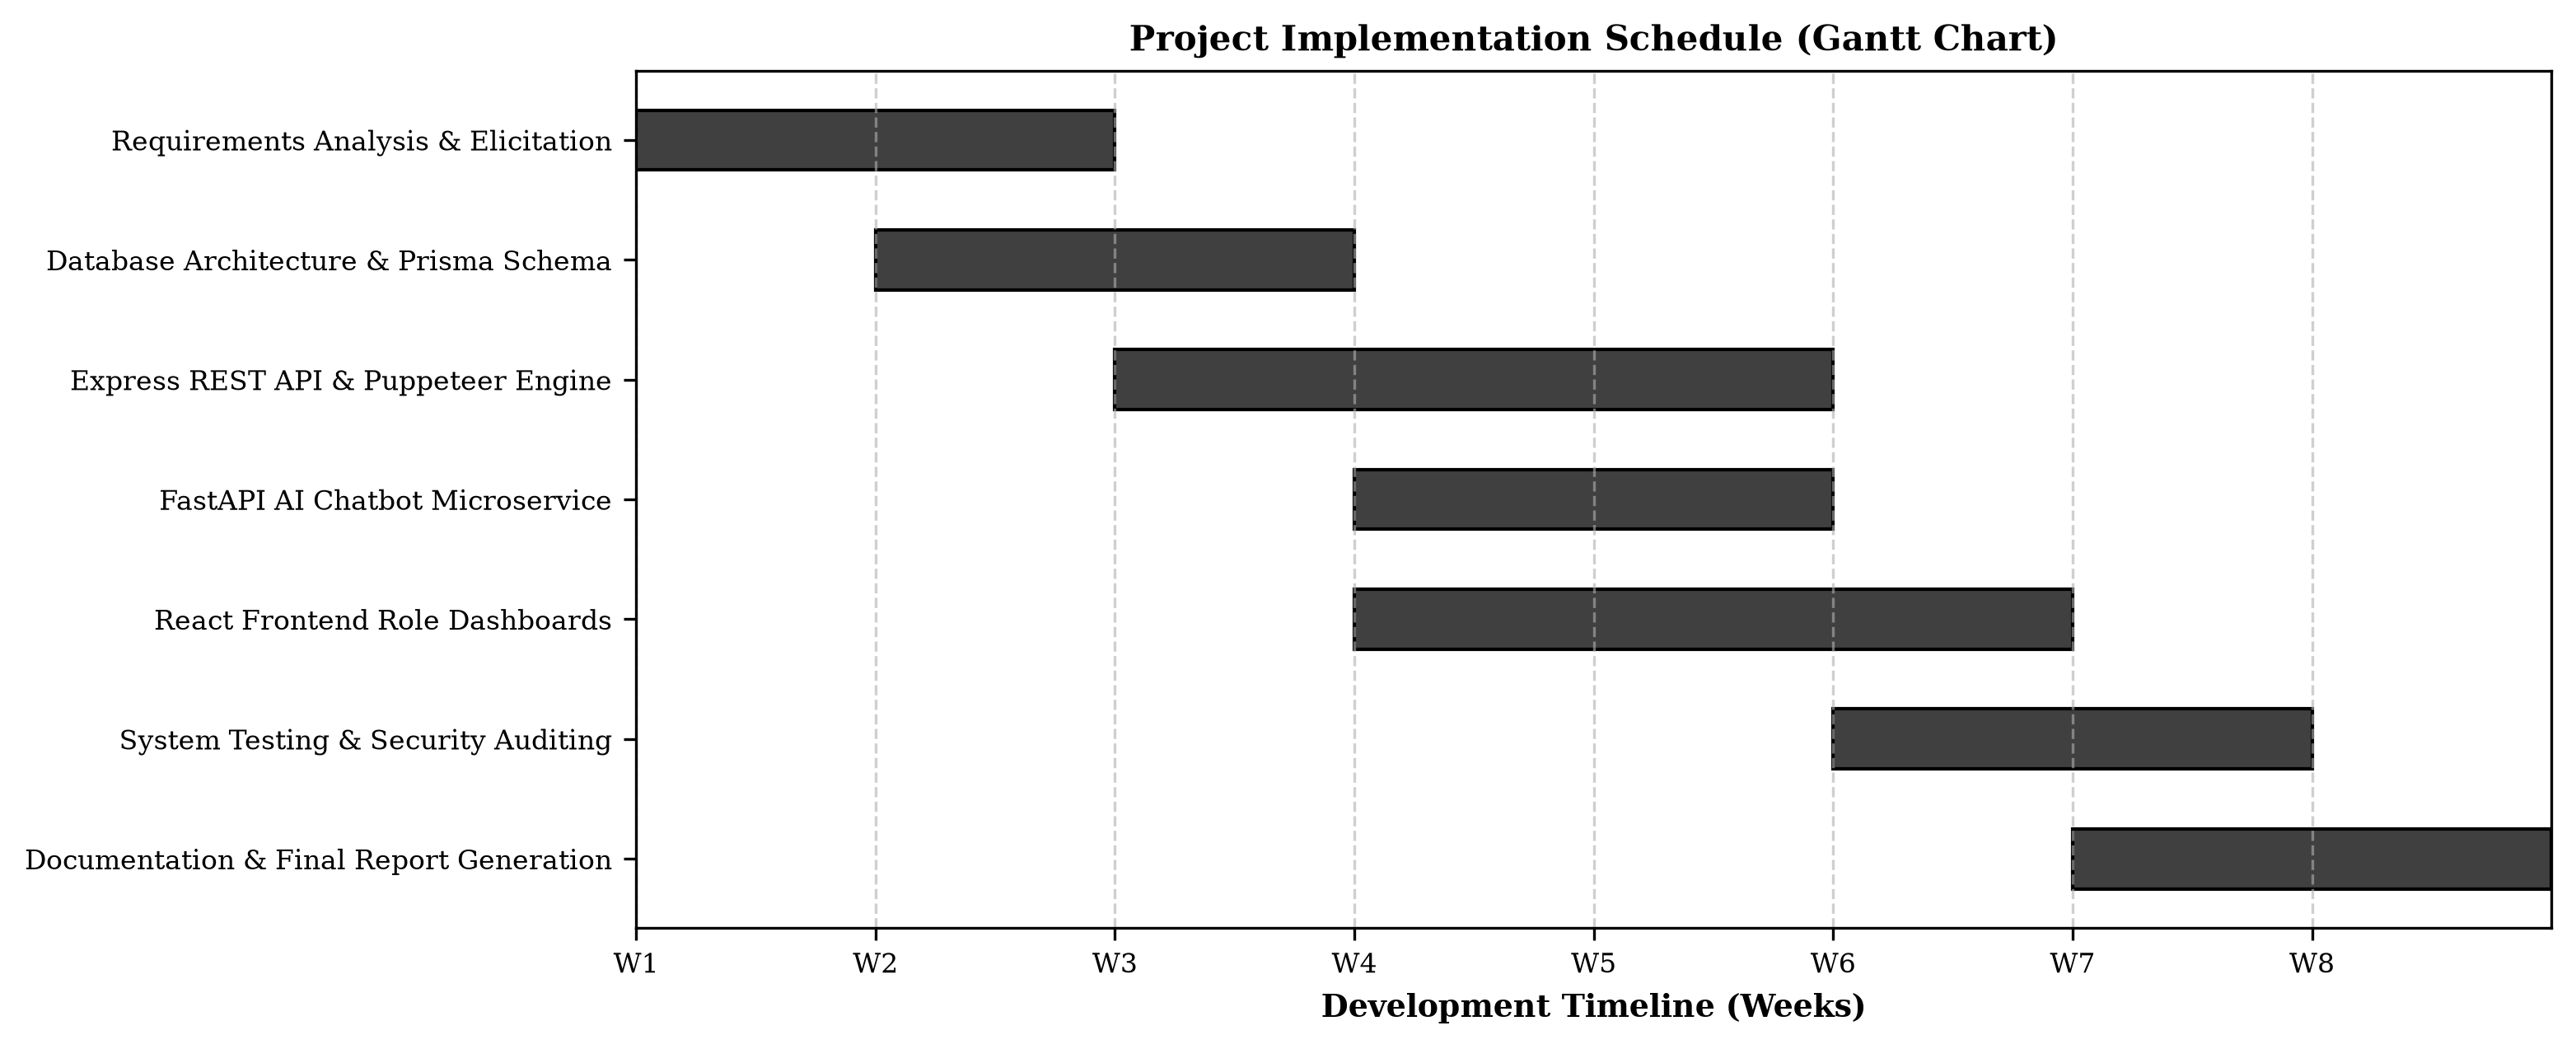 Project Implementation Schedule (Gantt Chart)
Requirements Analysis & Elicitation
Database Architecture & Prisma Schema
Express REST API & Puppeteer Engine
FastAPI AI Chatbot Microservice
React Frontend Role Dashboards
System Testing & Security Auditing
Documentation & Final Report Generation
W1 W2 W3 W4 W5 W6 W7 W8
Development Timeline (Weeks)